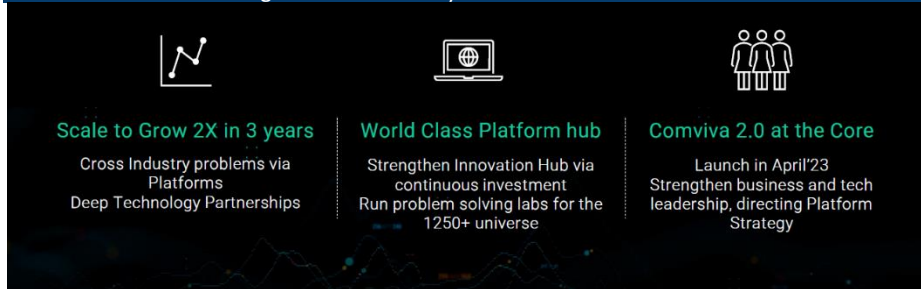 Scale to Grow 2X in 3 years
Cross Industry problems via
Platforms
Deep Technology Partnerships
World Class Platform hub
Strengthen Innovation Hub via
continuous investment
Run problem solving labs for the
1250+ universe
Comviva 2.0 at the Core
Launch in April'23
Strengthen business and tech
leadership, directing Platform
Strategy